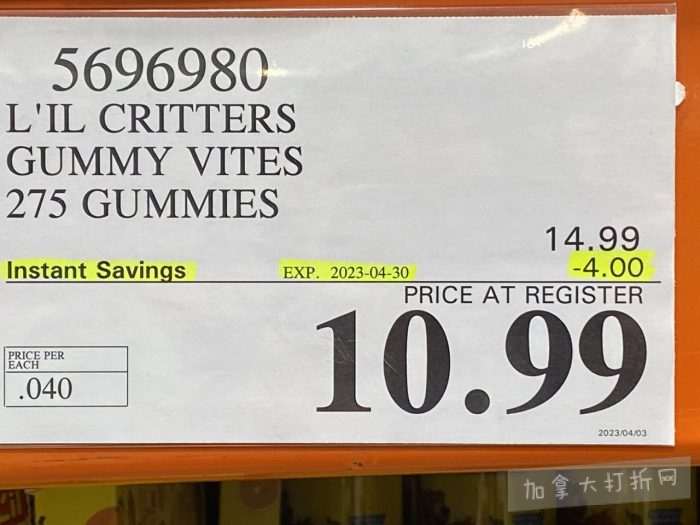 5696980
L'IL CRITTERS
GUMMY VITES
275 GUMMIES
14.99
Instant Savings EXP. 2023-04-30 -4.00
PRICE AT REGISTER
10.99
PRICE PER
EACH
.040
2023/04/03
加拿大打折网